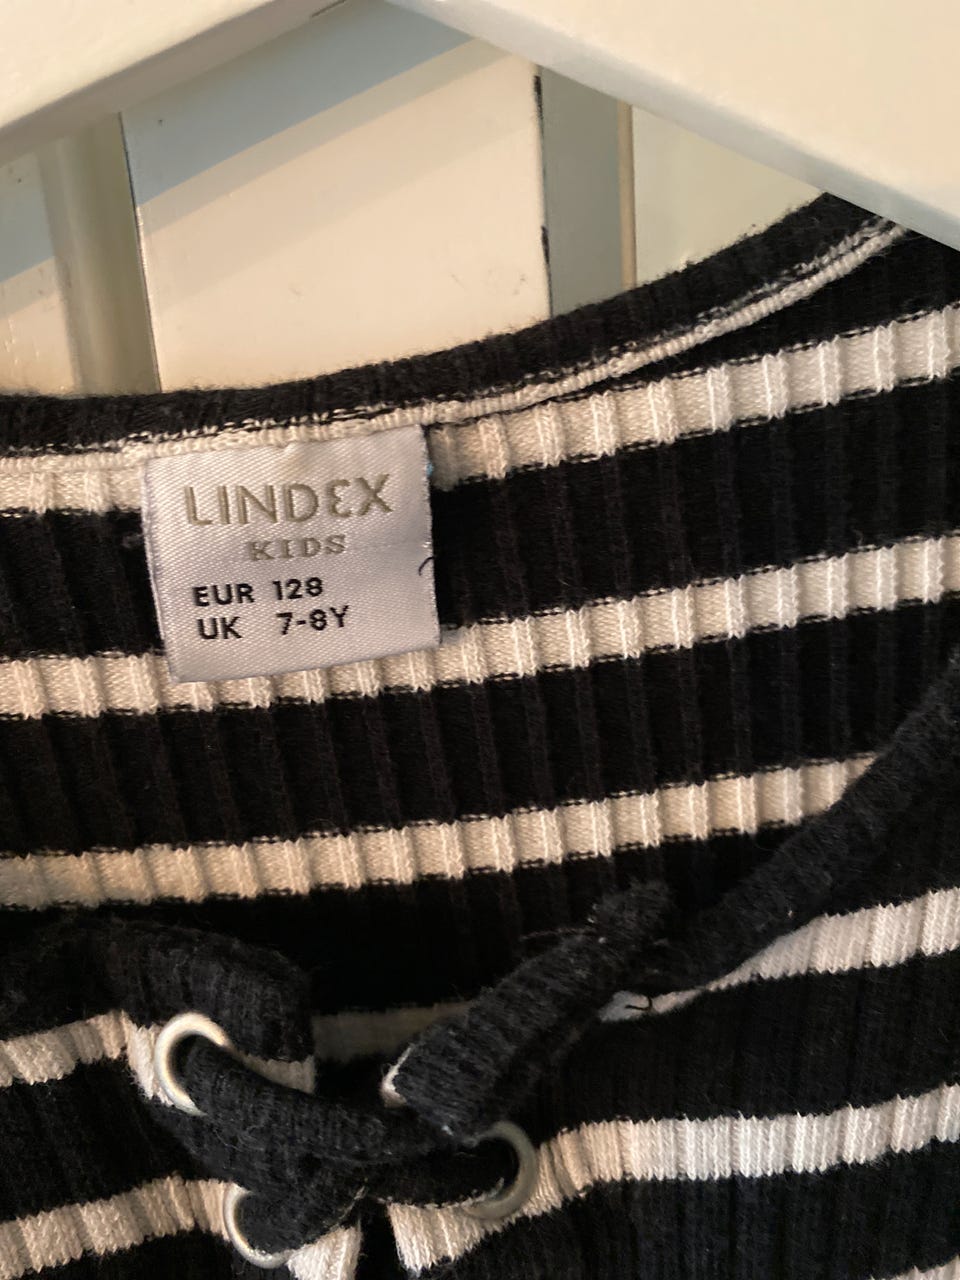 LINDEX
KIDS
EUR 128
UK 7-8Y